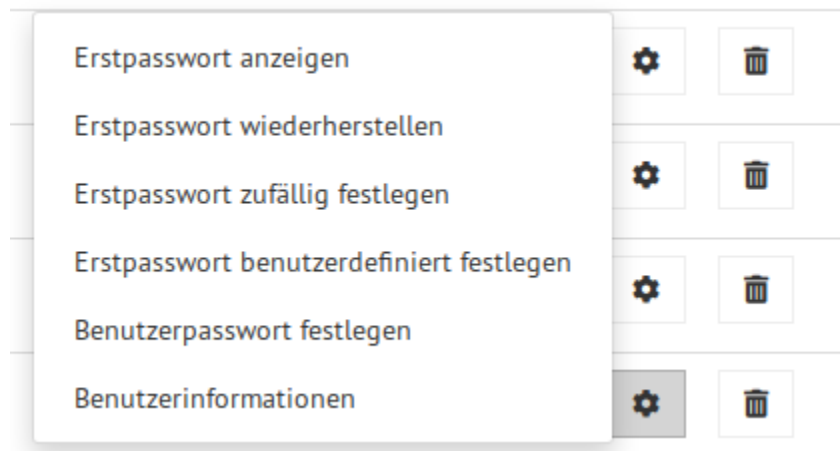 Erstpasswort anzeigen
Erstpasswort wiederherstellen
Erstpasswort zufällig festlegen
Erstpasswort benutzerdefiniert festlegen
Benutzerpasswort festlegen
Benutzerinformationen